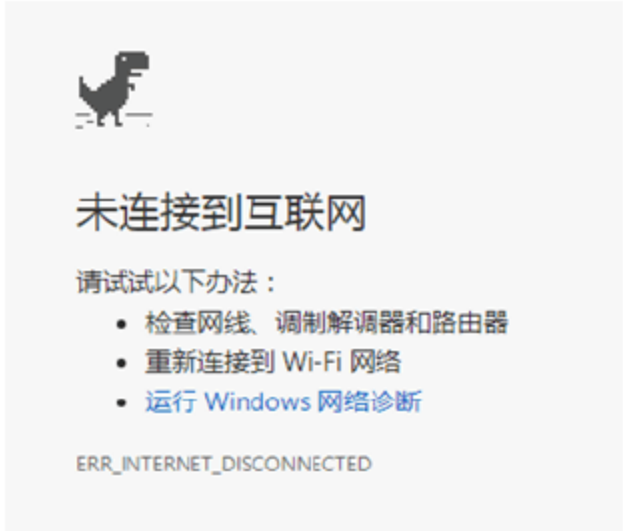 未连接到互联网
请试试以下办法：
• 检查网线、调制解调器和路由器
• 重新连接到 Wi-Fi 网络
• 运行 Windows 网络诊断
ERR_INTERNET_DISCONNECTED